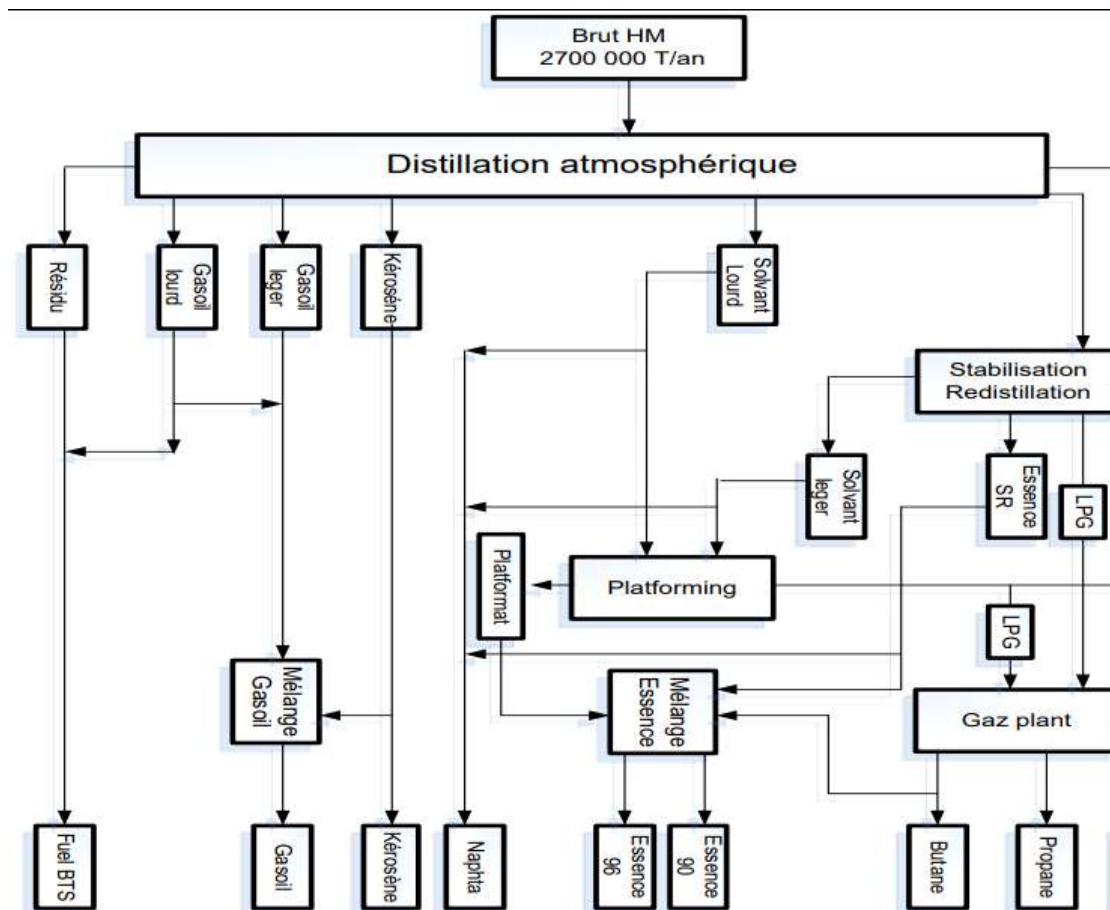 Brut HM
2700 000 T/an
Distillation atmosphérique
Résidu
Gasoil
lourd
Gasoil
leger
Kéroséne
Solvant
Lourd
Stabilisation
Redistillation
Solvant
leger
Essence
SR
LPG
Platformat
Platforming
LPG
Mélange
Gasoil
Mélange
Essence
Gaz plant
Fuel BTS
Gasoil
Kérosène
Naphta
Essence
96
Essence
90
Butane
Propane